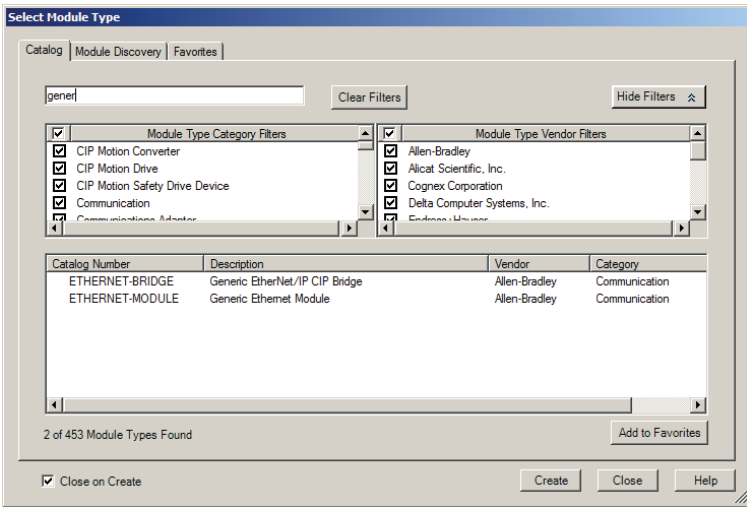 Select Module Type
Catalog Module Discovery Favorites
gener Clear Filters Hide Filters
Module Type Category Filters Module Type Vendor Filters
CIP Motion Converter Allen-Bradley
CIP Motion Drive Alicat Scientific, Inc.
CIP Motion Safety Drive Device Cognex Corporation
Communication Delta Computer Systems, Inc.
Communications Adapter Endress+Hauser
Catalog Number Description Vendor Category
ETHERNET-BRIDGE Generic EtherNet/IP CIP Bridge Allen-Bradley Communication
ETHERNET-MODULE Generic Ethernet Module Allen-Bradley Communication
2 of 453 Module Types Found Add to Favorites
Close on Create Create Close Help